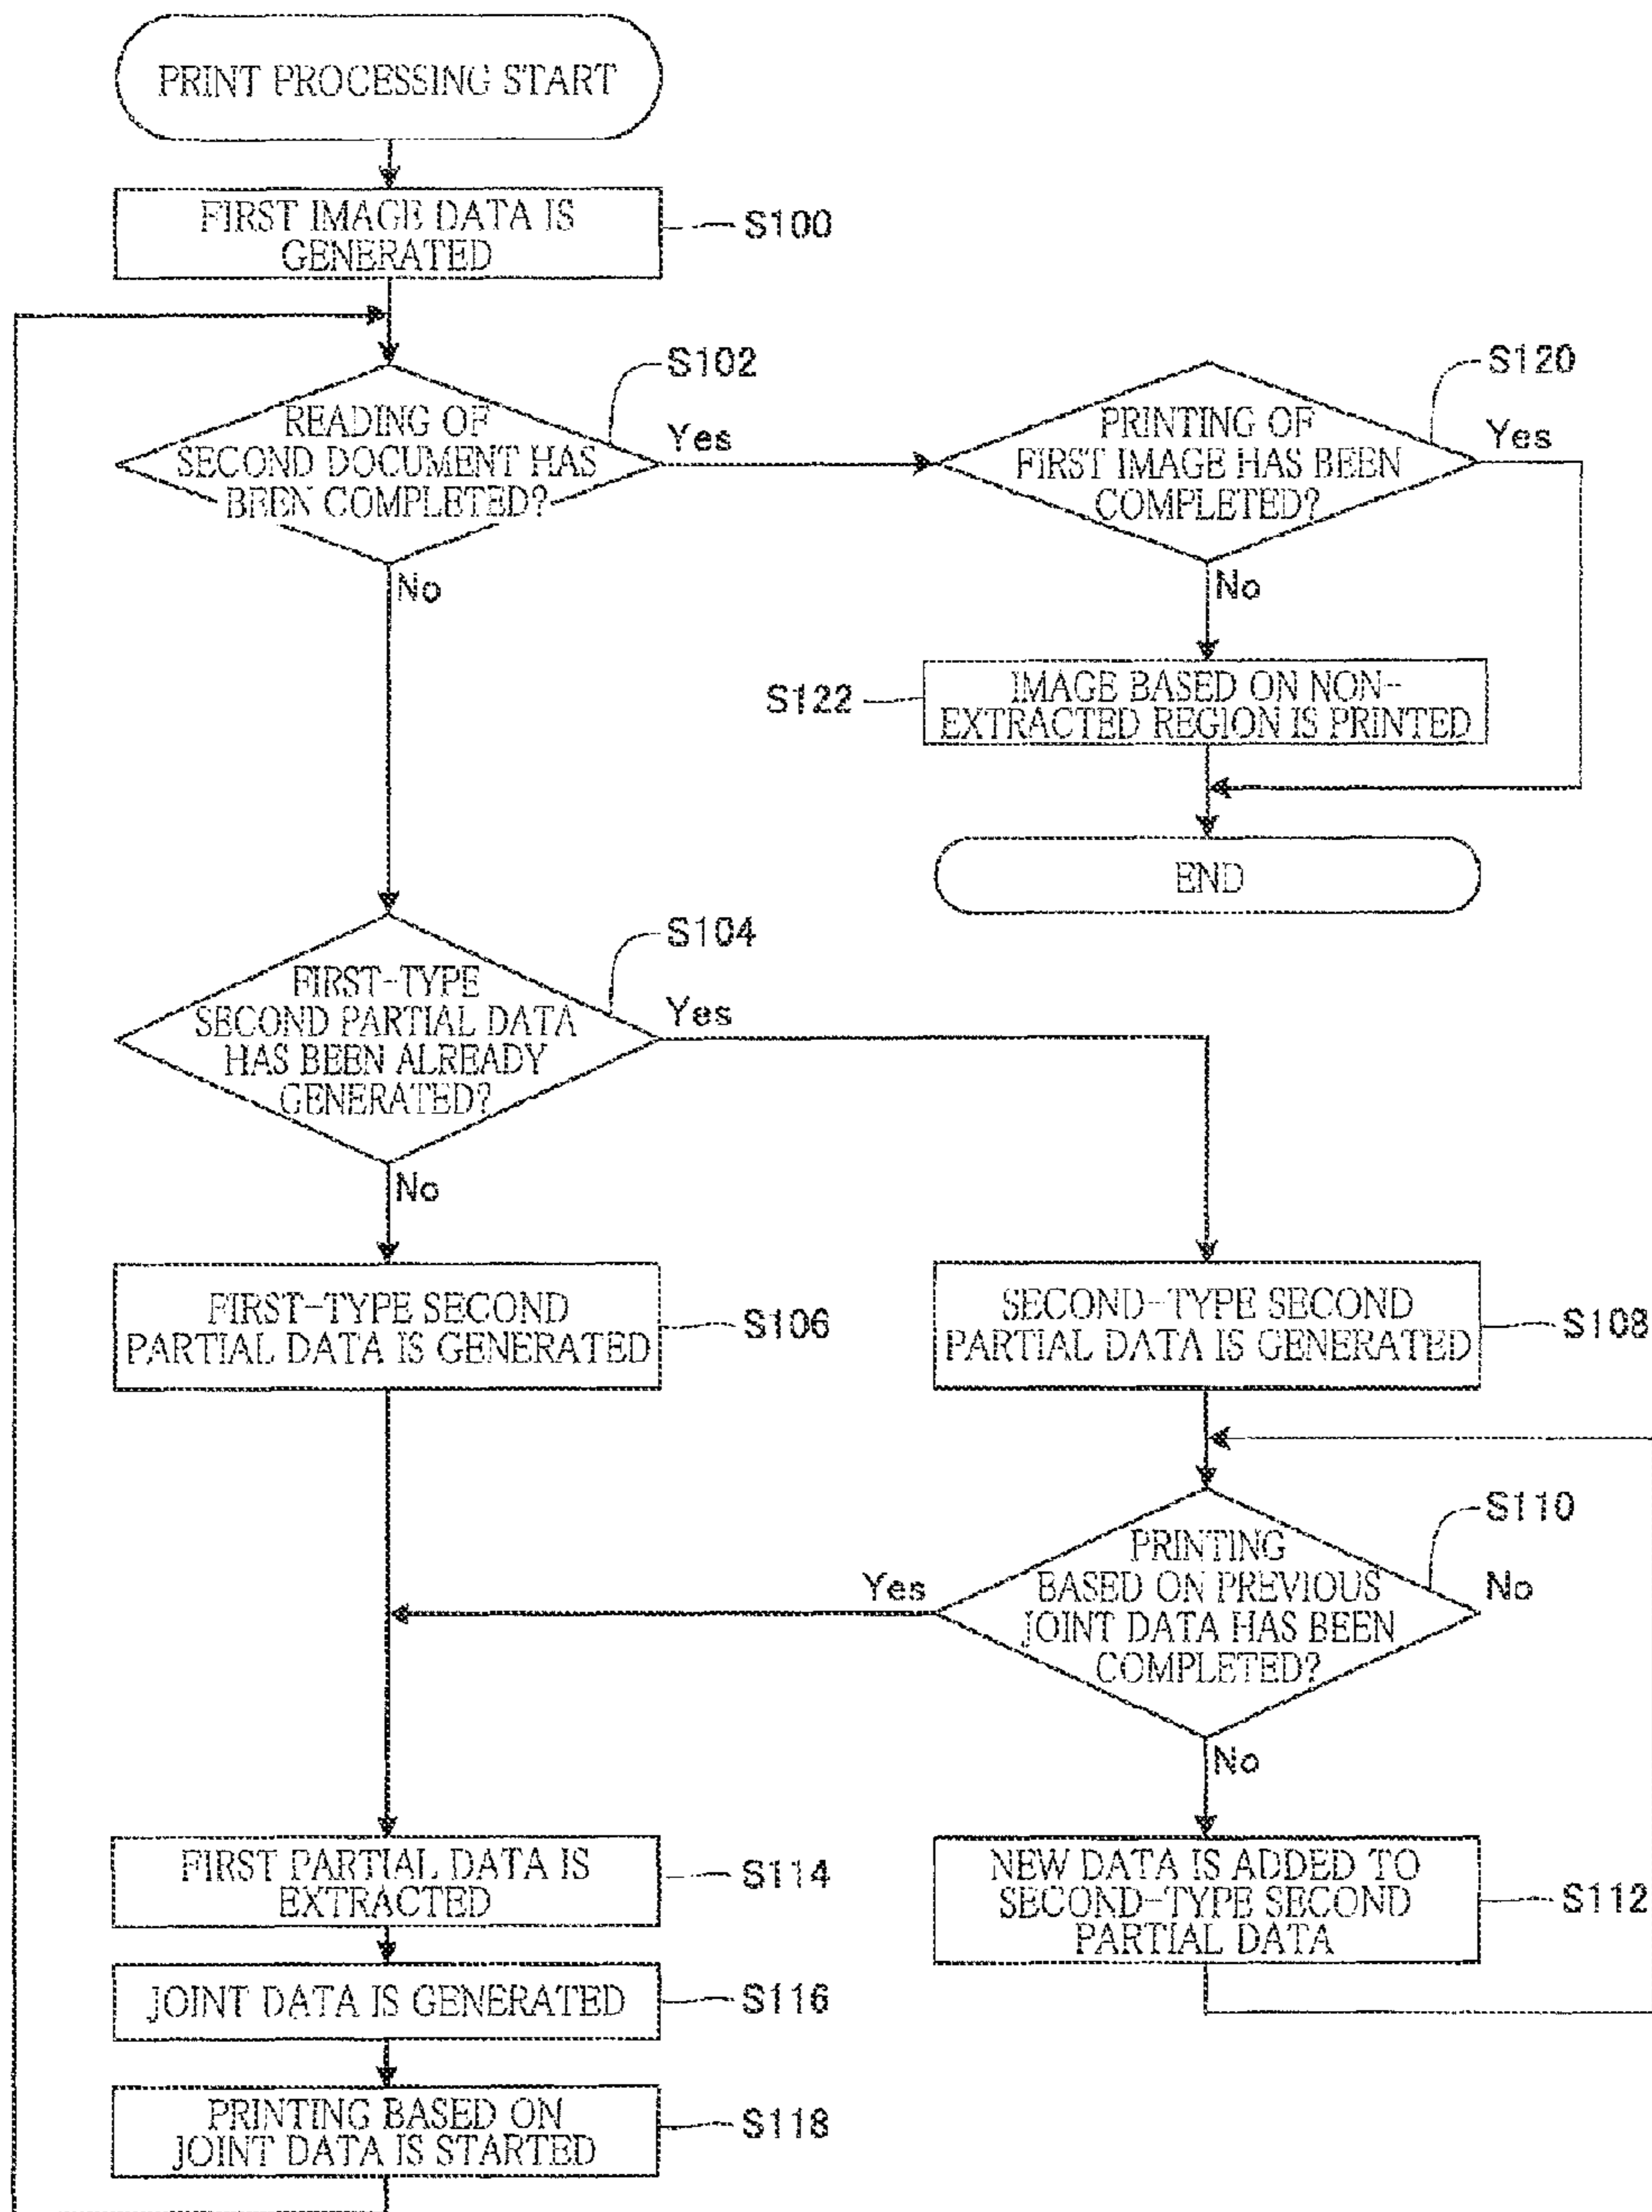 PRINT PROCESSING START
FIRST IMAGE DATA IS
GENERATED
S100
READING OF
SECOND DOCUMENT HAS
BEEN COMPLETED?
S102
Yes
No
PRINTING OF
FIRST IMAGE HAS BEEN
COMPLETED?
S120
Yes
No
S122
IMAGE BASED ON NON-
EXTRACTED REGION IS PRINTED
END
FIRST-TYPE
SECOND PARTIAL DATA
HAS BEEN ALREADY
GENERATED?
S104
Yes
No
FIRST-TYPE SECOND
PARTIAL DATA IS GENERATED
S106
SECOND-TYPE SECOND
PARTIAL DATA IS GENERATED
S108
PRINTING
BASED ON PREVIOUS
JOINT DATA HAS BEEN
COMPLETED?
S110
Yes
No
No
FIRST PARTIAL DATA IS
EXTRACTED
S114
NEW DATA IS ADDED TO
SECOND-TYPE SECOND
PARTIAL DATA
S112
JOINT DATA IS GENERATED
S116
PRINTING BASED ON
JOINT DATA IS STARTED
S118